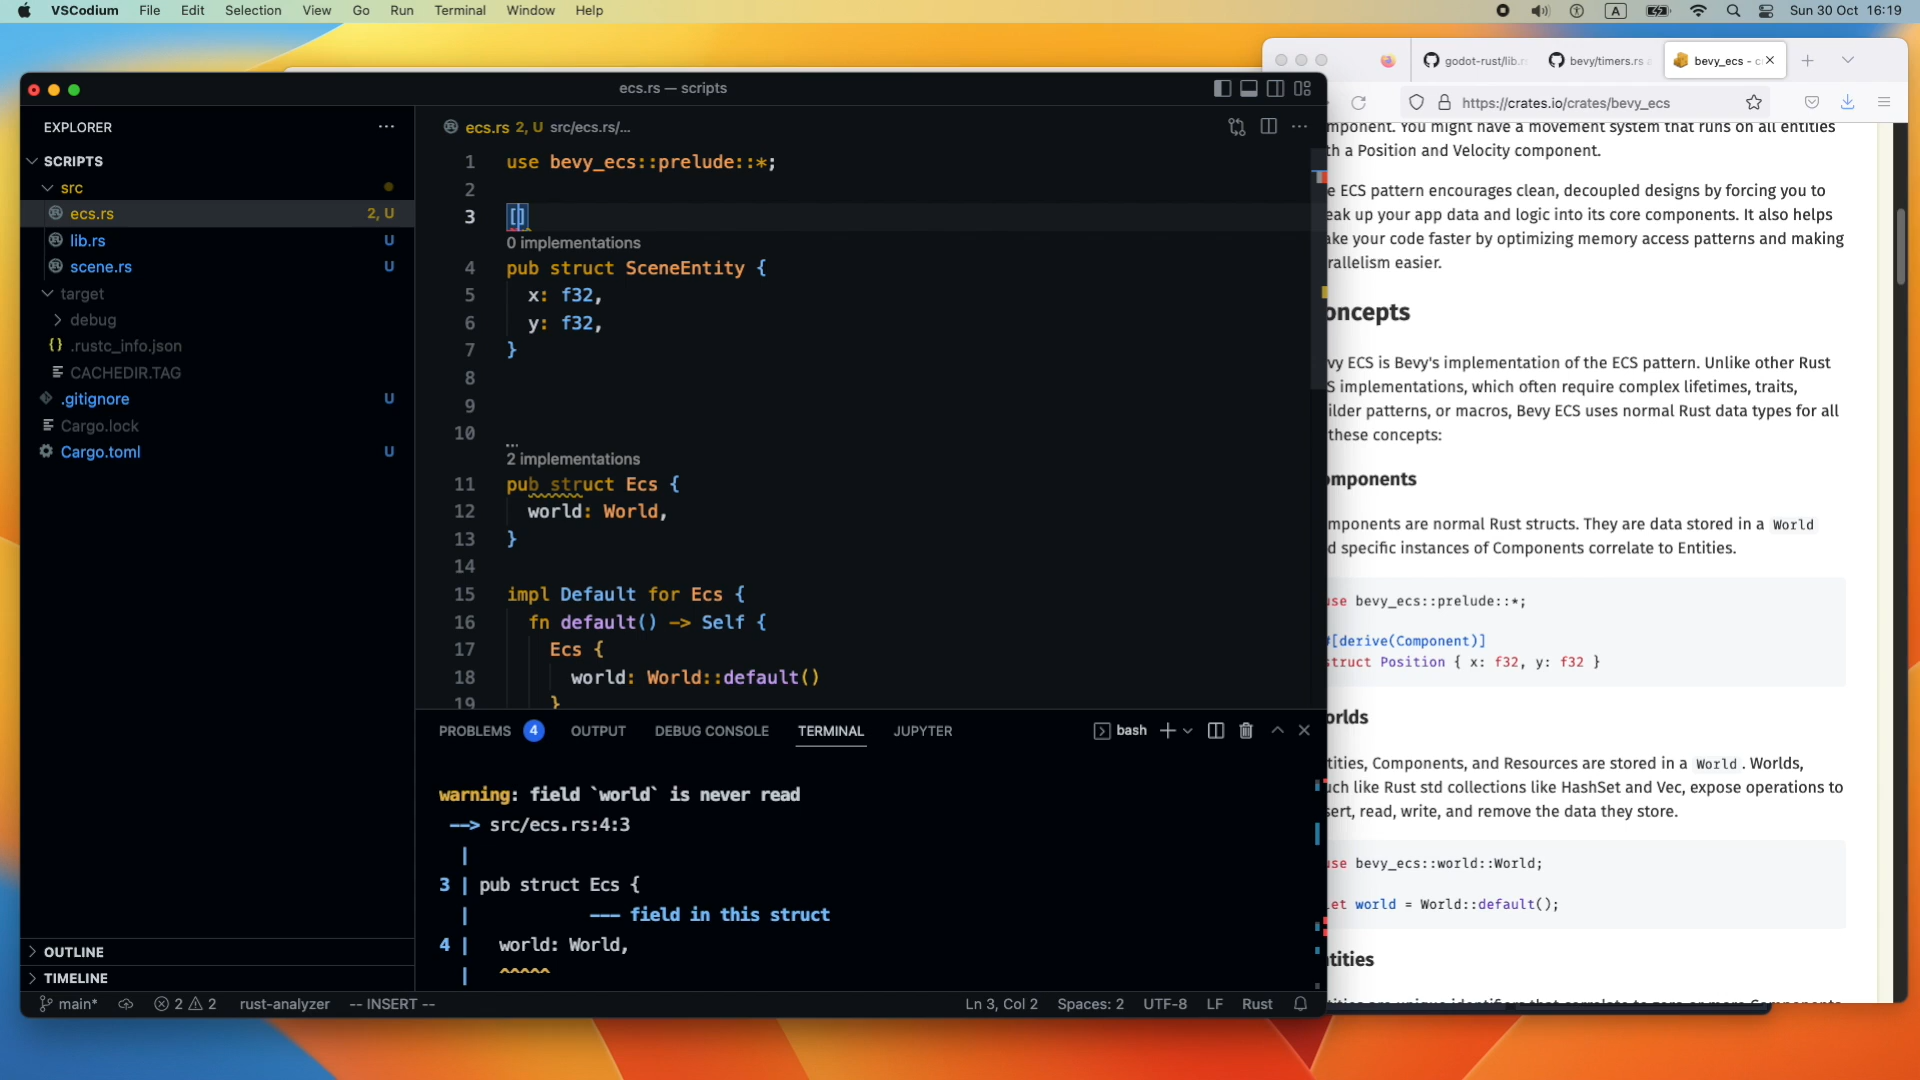 VSCodium File Edit Selection View Go Run Terminal Window Help
A
Sun 30 Oct 16:19
ecs.rs — scripts
EXPLORER
SCRIPTS
src
ecs.rs 2, U
lib.rs U
scene.rs U
target
debug
.rustc_info.json
CACHEDIR.TAG
.gitignore U
Cargo.lock
Cargo.toml U
OUTLINE
TIMELINE
ecs.rs 2, U src/ecs.rs/...
1 use bevy_ecs::prelude::*;
2
3 []
0 implementations
4 pub struct SceneEntity {
5 x: f32,
6 y: f32,
7 }
8
9
10
2 implementations
11 pub struct Ecs {
12 world: World,
13 }
14
15 impl Default for Ecs {
16 fn default() -> Self {
17 Ecs {
18 world: World::default()
19 }
PROBLEMS 4 OUTPUT DEBUG CONSOLE TERMINAL JUPYTER
bash
warning: field `world` is never read
--> src/ecs.rs:4:3
|
3 | pub struct Ecs {
| --- field in this struct
4 | world: World,
| ^^^^^
main* 2 2 rust-analyzer -- INSERT --
Ln 3, Col 2 Spaces: 2 UTF-8 LF Rust
godot-rust/lib.r
bevy/timers.rs
bevy_ecs - c
https://crates.io/crates/bevy_ecs
mponent. You might have a movement system that runs on all entities
th a Position and Velocity component.
e ECS pattern encourages clean, decoupled designs by forcing you to
eak up your app data and logic into its core components. It also helps
ke your code faster by optimizing memory access patterns and making
rallelism easier.
oncepts
vy ECS is Bevy's implementation of the ECS pattern. Unlike other Rust
S implementations, which often require complex lifetimes, traits,
ilder patterns, or macros, Bevy ECS uses normal Rust data types for all
these concepts:
mponents
mponents are normal Rust structs. They are data stored in a World
d specific instances of Components correlate to Entities.
use bevy_ecs::prelude::*;
#[derive(Component)]
struct Position { x: f32, y: f32 }
orlds
tities, Components, and Resources are stored in a World. Worlds,
uch like Rust std collections like HashSet and Vec, expose operations to
sert, read, write, and remove the data they store.
use bevy_ecs::world::World;
let world = World::default();
tities